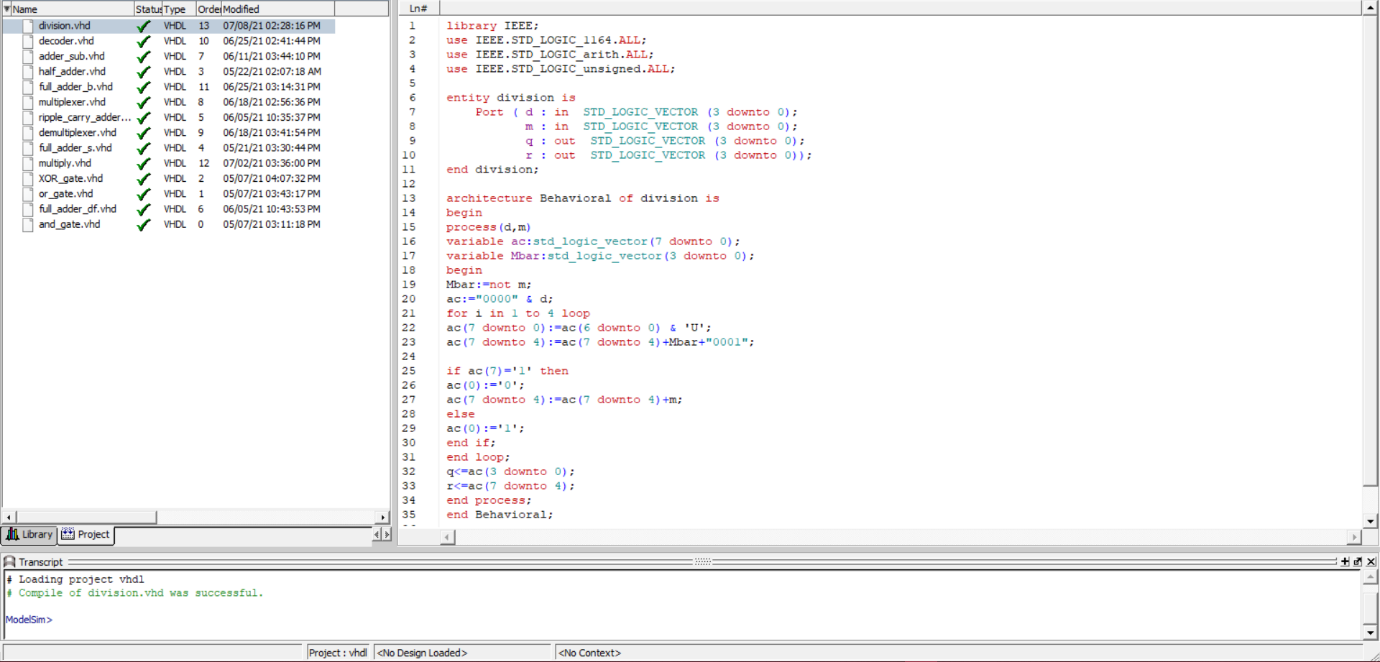 Name Status Type Order Modified
division.vhd VHDL 13 07/08/21 02:28:16 PM
decoder.vhd VHDL 10 06/25/21 02:41:44 PM
adder_sub.vhd VHDL 7 06/11/21 03:44:10 PM
half_adder.vhd VHDL 3 05/22/21 02:07:18 AM
full_adder_b.vhd VHDL 11 06/25/21 03:14:31 PM
multiplexer.vhd VHDL 8 06/18/21 02:56:36 PM
ripple_carry_adder... VHDL 5 06/05/21 10:35:37 PM
demultiplexer.vhd VHDL 9 06/18/21 03:41:54 PM
full_adder_s.vhd VHDL 4 05/21/21 03:30:44 PM
multiply.vhd VHDL 12 07/02/21 03:36:00 PM
XOR_gate.vhd VHDL 2 05/07/21 04:07:32 PM
or_gate.vhd VHDL 1 05/07/21 03:43:17 PM
full_adder_df.vhd VHDL 6 06/05/21 10:43:53 PM
and_gate.vhd VHDL 0 05/07/21 03:11:18 PM
Library Project
Ln#
1 library IEEE;
2 use IEEE.STD_LOGIC_1164.ALL;
3 use IEEE.STD_LOGIC_arith.ALL;
4 use IEEE.STD_LOGIC_unsigned.ALL;
5
6 entity division is
7 Port ( d : in STD_LOGIC_VECTOR (3 downto 0);
8 m : in STD_LOGIC_VECTOR (3 downto 0);
9 q : out STD_LOGIC_VECTOR (3 downto 0);
10 r : out STD_LOGIC_VECTOR (3 downto 0));
11 end division;
12
13 architecture Behavioral of division is
14 begin
15 process(d,m)
16 variable ac:std_logic_vector(7 downto 0);
17 variable Mbar:std_logic_vector(3 downto 0);
18 begin
19 Mbar:=not m;
20 ac:="0000" & d;
21 for i in 1 to 4 loop
22 ac(7 downto 0):=ac(6 downto 0) & 'U';
23 ac(7 downto 4):=ac(7 downto 4)+Mbar+"0001";
24
25 if ac(7)='1' then
26 ac(0):='0';
27 ac(7 downto 4):=ac(7 downto 4)+m;
28 else
29 ac(0):='1';
30 end if;
31 end loop;
32 q<=ac(3 downto 0);
33 r<=ac(7 downto 4);
34 end process;
35 end Behavioral;
Transcript
# Loading project vhdl
# Compile of division.vhd was successful.
ModelSim>
Project : vhdl <No Design Loaded> <No Context>